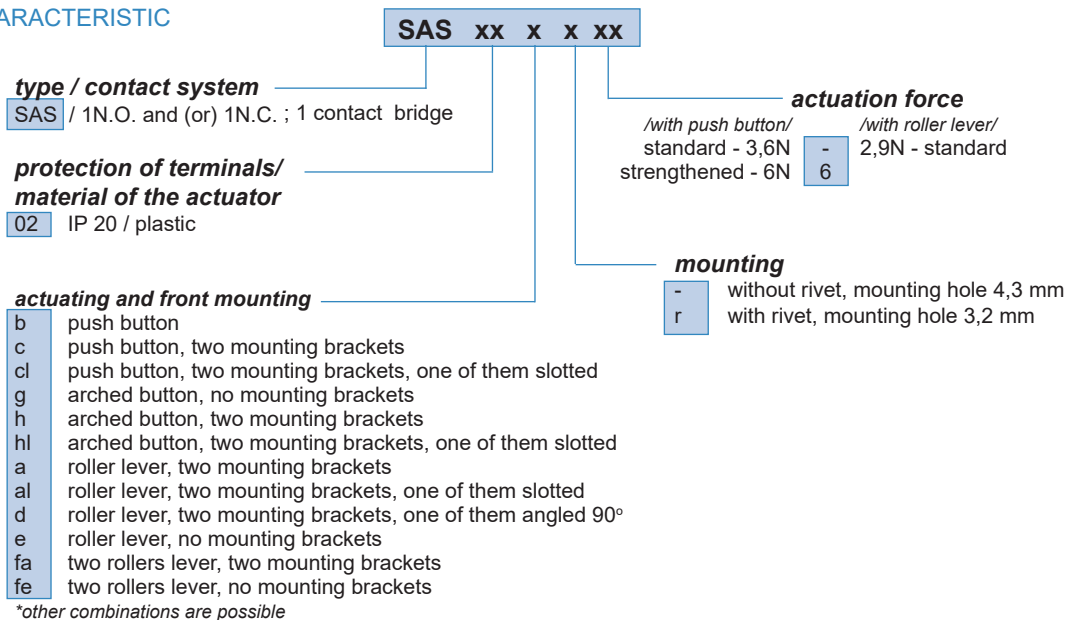 ARACTERISTIC
SAS xx x x xx
type / contact system
SAS / 1N.O. and (or) 1N.C. ; 1 contact bridge
protection of terminals/
material of the actuator
02 IP 20 / plastic
actuation force
/with push button/ /with roller lever/
standard - 3,6N - 2,9N - standard
strengthened - 6N 6
mounting
- without rivet, mounting hole 4,3 mm
r with rivet, mounting hole 3,2 mm
actuating and front mounting
b push button
c push button, two mounting brackets
cl push button, two mounting brackets, one of them slotted
g arched button, no mounting brackets
h arched button, two mounting brackets
hl arched button, two mounting brackets, one of them slotted
a roller lever, two mounting brackets
al roller lever, two mounting brackets, one of them slotted
d roller lever, two mounting brackets, one of them angled 90°
e roller lever, no mounting brackets
fa two rollers lever, two mounting brackets
fe two rollers lever, no mounting brackets
*other combinations are possible